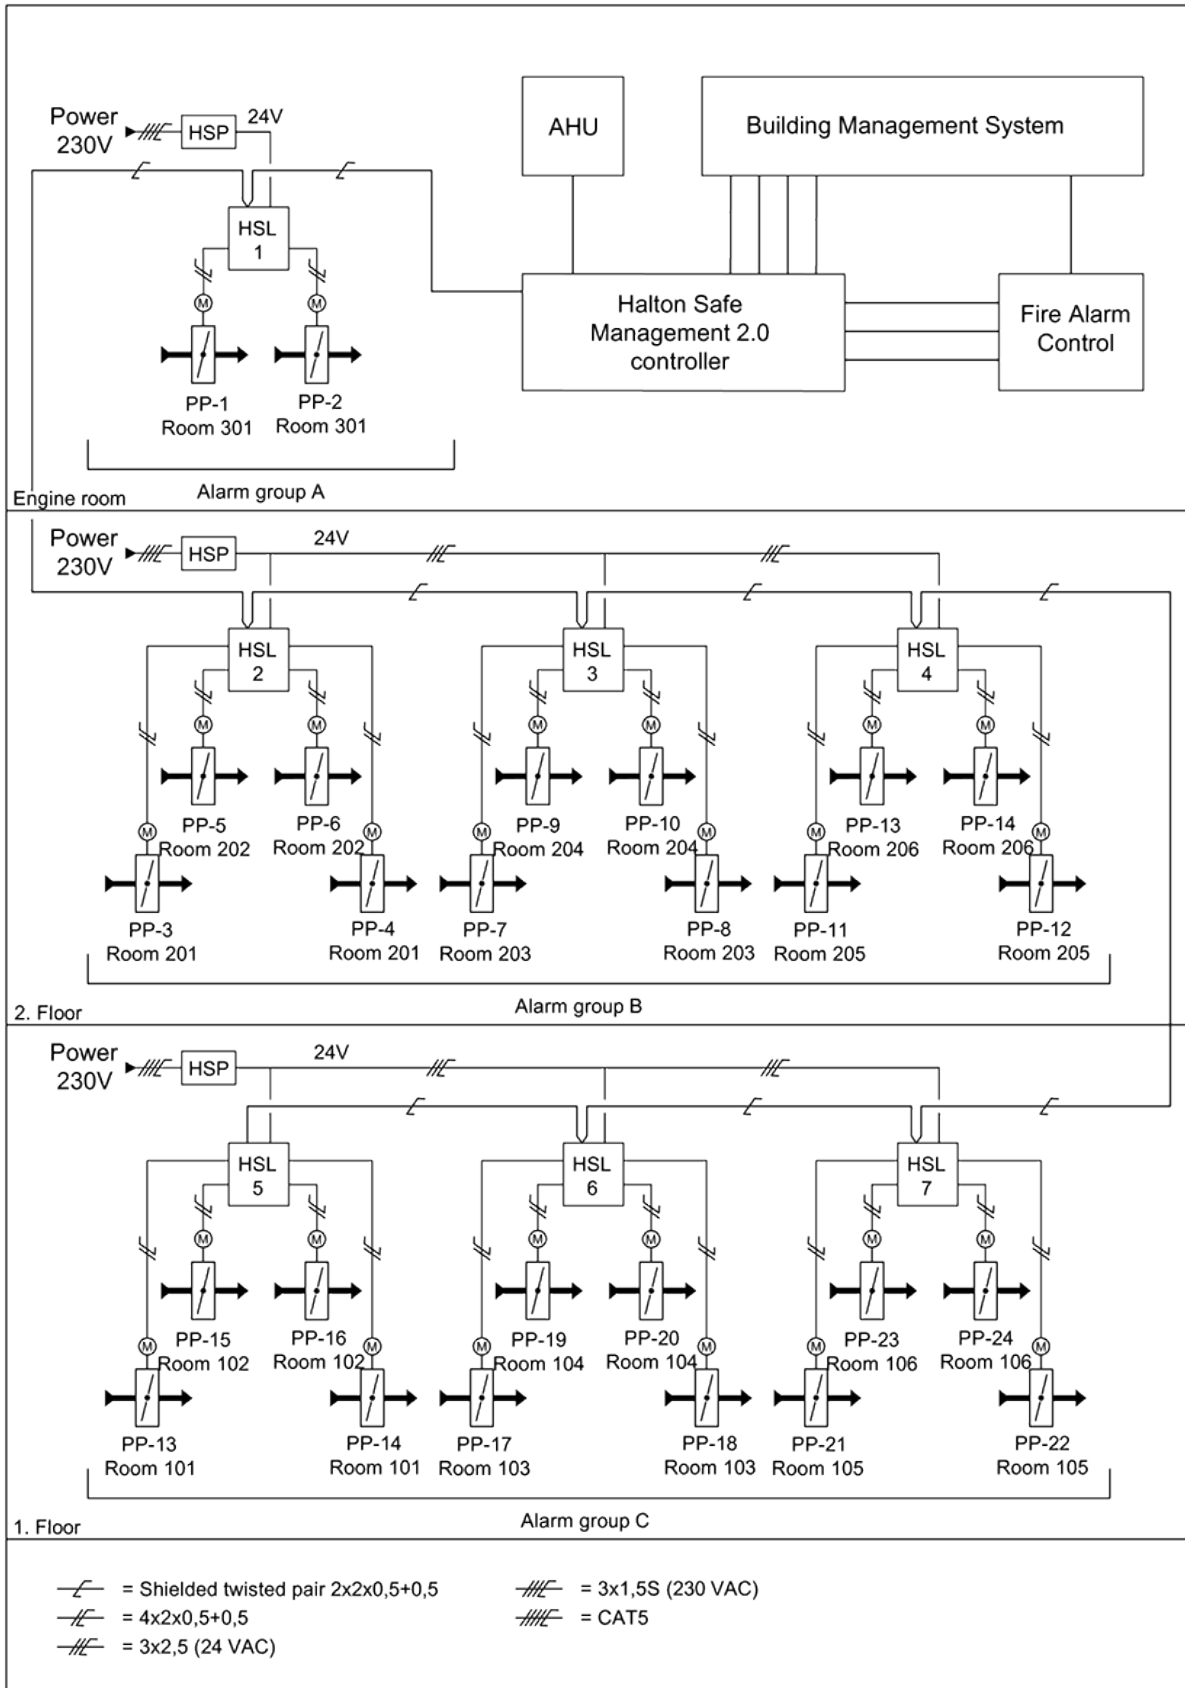 Power
230V
HSP
24V
AHU
Building Management System
HSL
1
Halton Safe
Management 2.0
controller
Fire Alarm
Control
M
M
PP-1
Room 301
PP-2
Room 301
Alarm group A
Engine room
Power
230V
HSP
24V
HSL
2
HSL
3
HSL
4
M
M
M
M
M
M
PP-5
Room 202
PP-6
Room 202
PP-9
Room 204
PP-10
Room 204
PP-13
Room 206
PP-14
Room 206
M
M
M
M
M
M
PP-3
Room 201
PP-4
Room 201
PP-7
Room 203
PP-8
Room 203
PP-11
Room 205
PP-12
Room 205
Alarm group B
2. Floor
Power
230V
HSP
24V
HSL
5
HSL
6
HSL
7
M
M
M
M
M
M
PP-15
Room 102
PP-16
Room 102
PP-19
Room 104
PP-20
Room 104
PP-23
Room 106
PP-24
Room 106
M
M
M
M
M
M
PP-13
Room 101
PP-14
Room 101
PP-17
Room 103
PP-18
Room 103
PP-21
Room 105
PP-22
Room 105
Alarm group C
1. Floor
= Shielded twisted pair 2x2x0,5+0,5
= 4x2x0,5+0,5
= 3x2,5 (24 VAC)
= 3x1,5S (230 VAC)
= CAT5